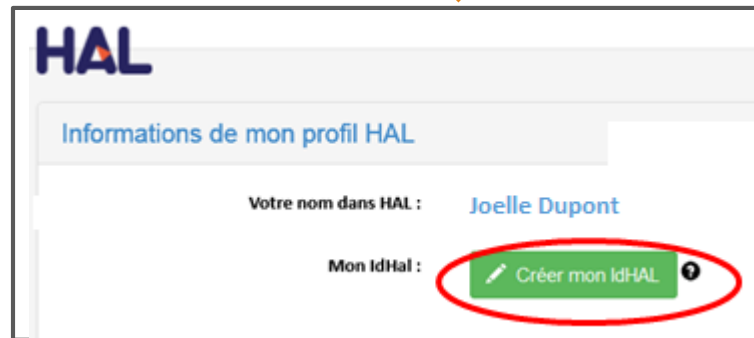 HAL
Informations de mon profil HAL
Votre nom dans HAL : Joelle Dupont
Mon IdHal : Créer mon IdHAL ?